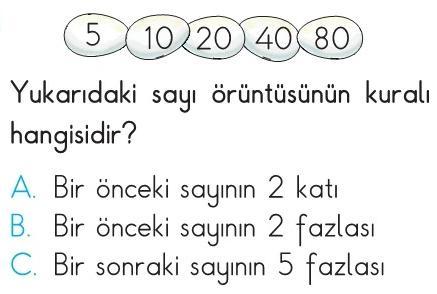 5 10 20 40 80
Yukarıdaki sayı örüntüsünün kuralı
hangisidir?
A. Bir önceki sayının 2 katı
B. Bir önceki sayının 2 fazlası
C. Bir sonraki sayının 5 fazlası